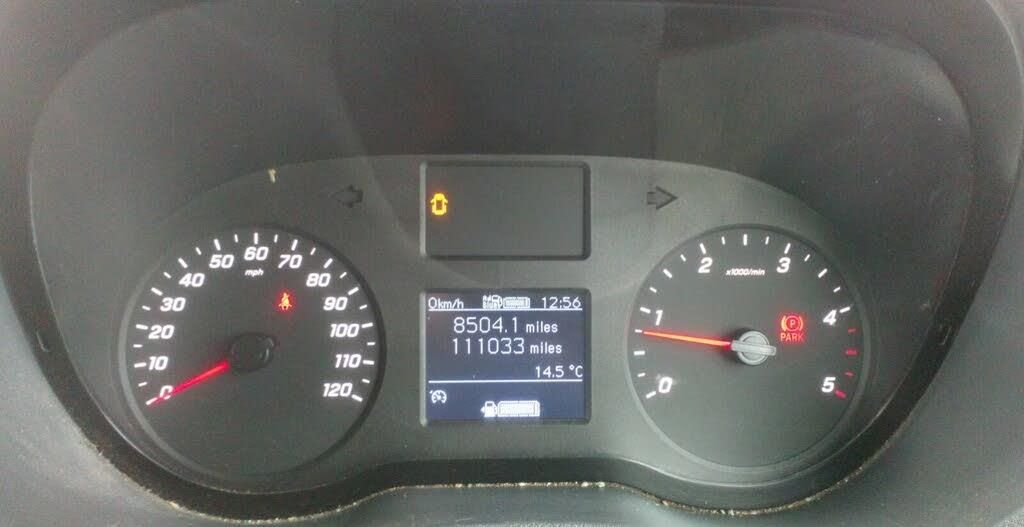 0km/h 12:56
8504.1 miles
111033 miles
14.5 °C
0 10 20 30 40 50 60 70 80 90 100 110 120
mph
0 1 2 3 4 5
x1000/min
(P)
PARK